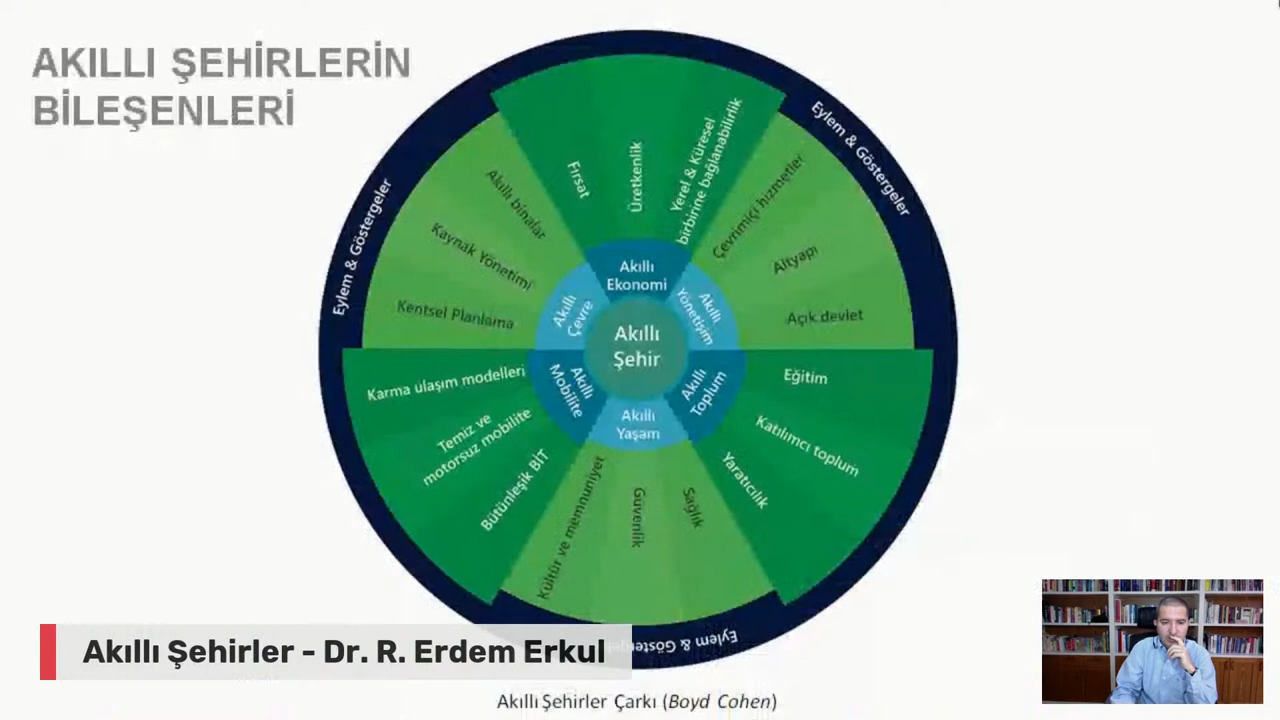 AKILLI ŞEHİRLERİN
BİLEŞENLERİ
Eylem & Göstergeler
Eylem & Göstergeler
Fırsat
Üretkenlik
Yerel & Küresel
birbirine bağlanabilirlik
Akıllı binalar
Kaynak Yönetimi
Kentsel Planlama
Çevrimiçi hizmetler
Altyapı
Açık devlet
Akıllı
Ekonomi
Akıllı
Çevre
Akıllı
Yönetişim
Akıllı
Şehir
Akıllı
Mobilite
Akıllı
Toplum
Akıllı
Yaşam
Karma ulaşım modelleri
Temiz ve
motorsuz mobilite
Bütünleşik BİT
Eğitim
Katılımcı toplum
Yaratıcılık
Kültür ve memnuniyet
Güvenlik
Sağlık
Eylem & Gösterge
Akıllı Şehirler - Dr. R. Erdem Erkul
Akıllı Şehirler Çarkı (Boyd Cohen)